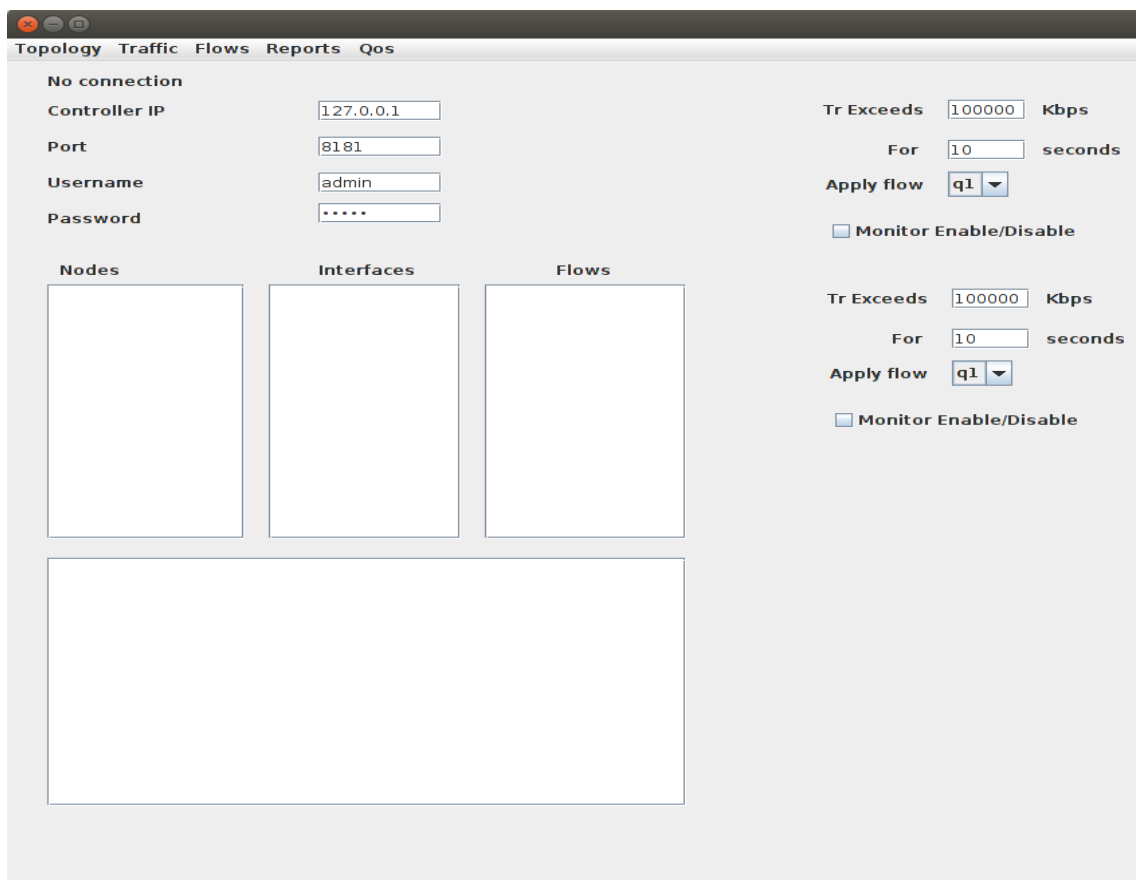 Topology Traffic Flows Reports Qos
No connection
Controller IP 127.0.0.1
Port 8181
Username admin
Password •••••
Nodes Interfaces Flows
Tr Exceeds 100000 Kbps
For 10 seconds
Apply flow q1
Monitor Enable/Disable
Tr Exceeds 100000 Kbps
For 10 seconds
Apply flow q1
Monitor Enable/Disable